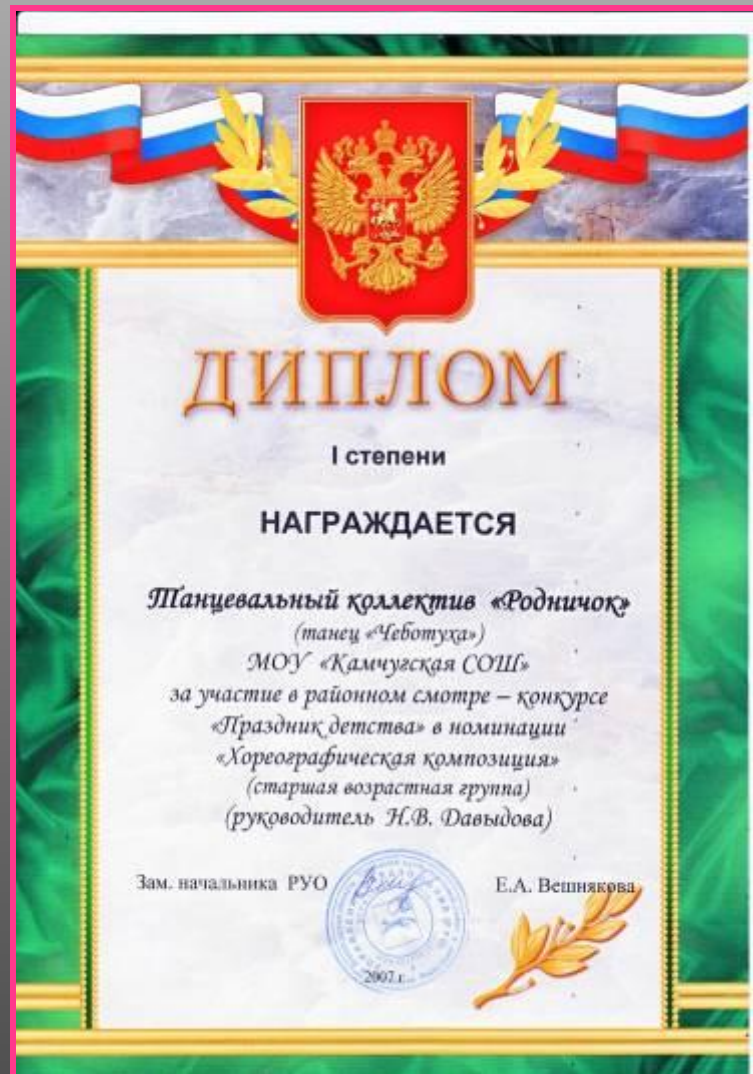 ДИПЛОМ
I степени
НАГРАЖДАЕТСЯ
Танцевальный коллектив «Родничок»
(танец «Чеботуха»)
МОУ «Камчугская СОШ»
за участие в районном смотре – конкурсе
«Праздник детства» в номинации
«Хореографическая композиция»
(старшая возрастная группа)
(руководитель Н.В. Давыдова)
Зам. начальника РУО Е.А. Вешнякова
2007 г.